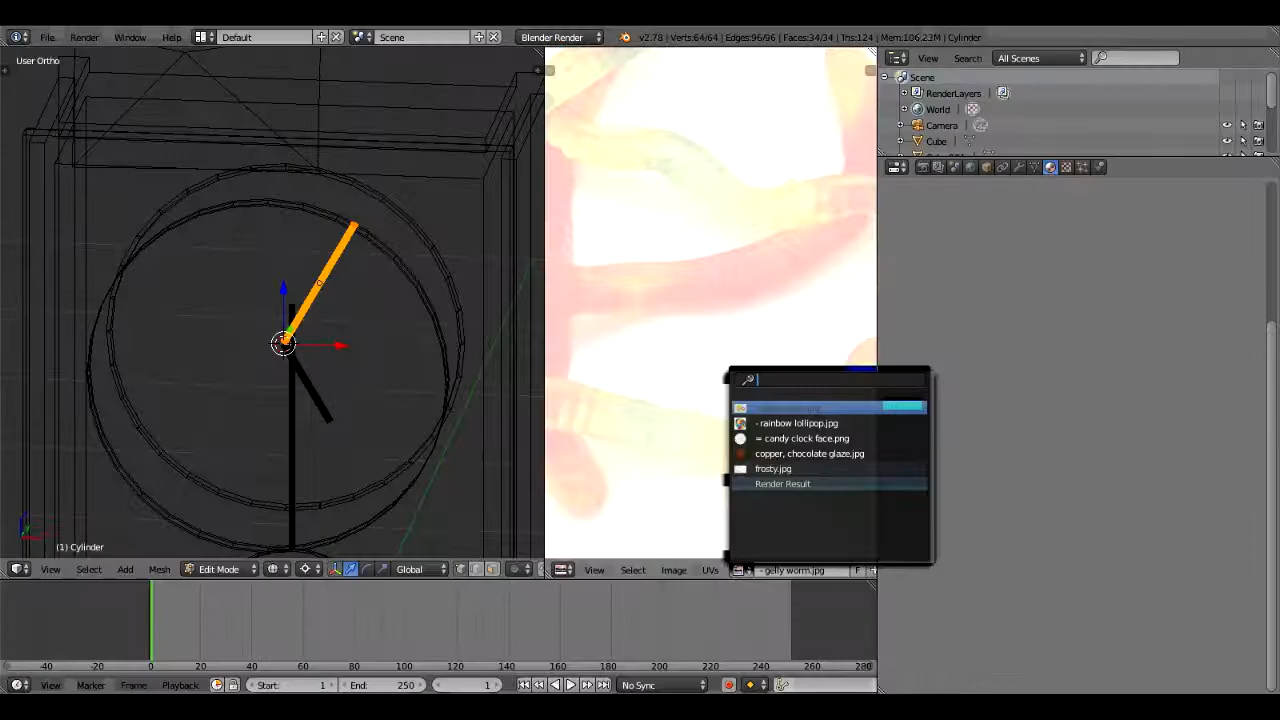 File Render Window Help Default Scene Blender Render v2.78 | Verts:64/64 | Edges:96/96 | Faces:34/34 | Tris:124 | Mem:106.23M | Cylinder
User Ortho
View Search All Scenes
Scene
RenderLayers
World
Camera
Cube
- rainbow lollipop.jpg
= candy clock face.png
copper, chocolate glaze.jpg
frosty.jpg
Render Result
(1) Cylinder
View Select Add Mesh Edit Mode Global
View Select Image UVs - gelly worm.jpg F
-40 -20 0 20 40 60 80 100 120 140 160 180 200 220 240 260 280
View Marker Frame Playback Start: 1 End: 250 1 No Sync